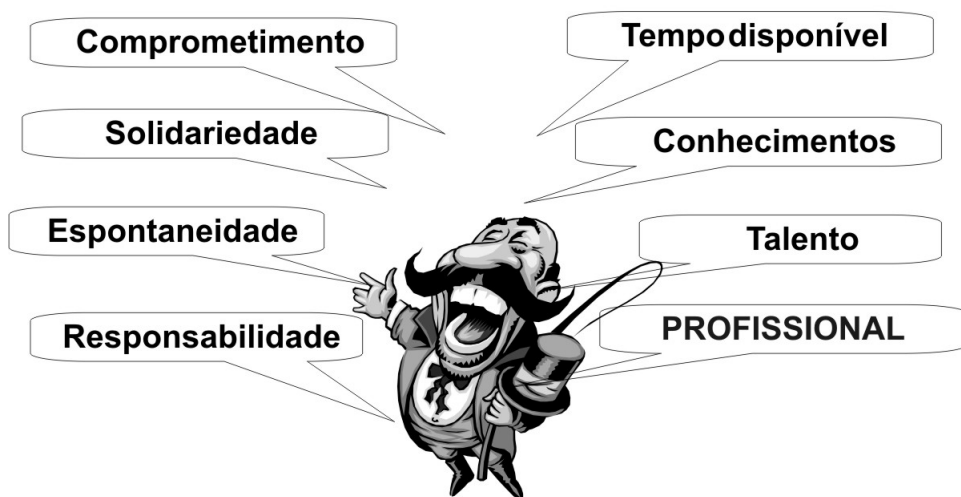 Comprometimento
Tempo disponível
Solidariedade
Conhecimentos
Espontaneidade
Talento
Responsabilidade
PROFISSIONAL